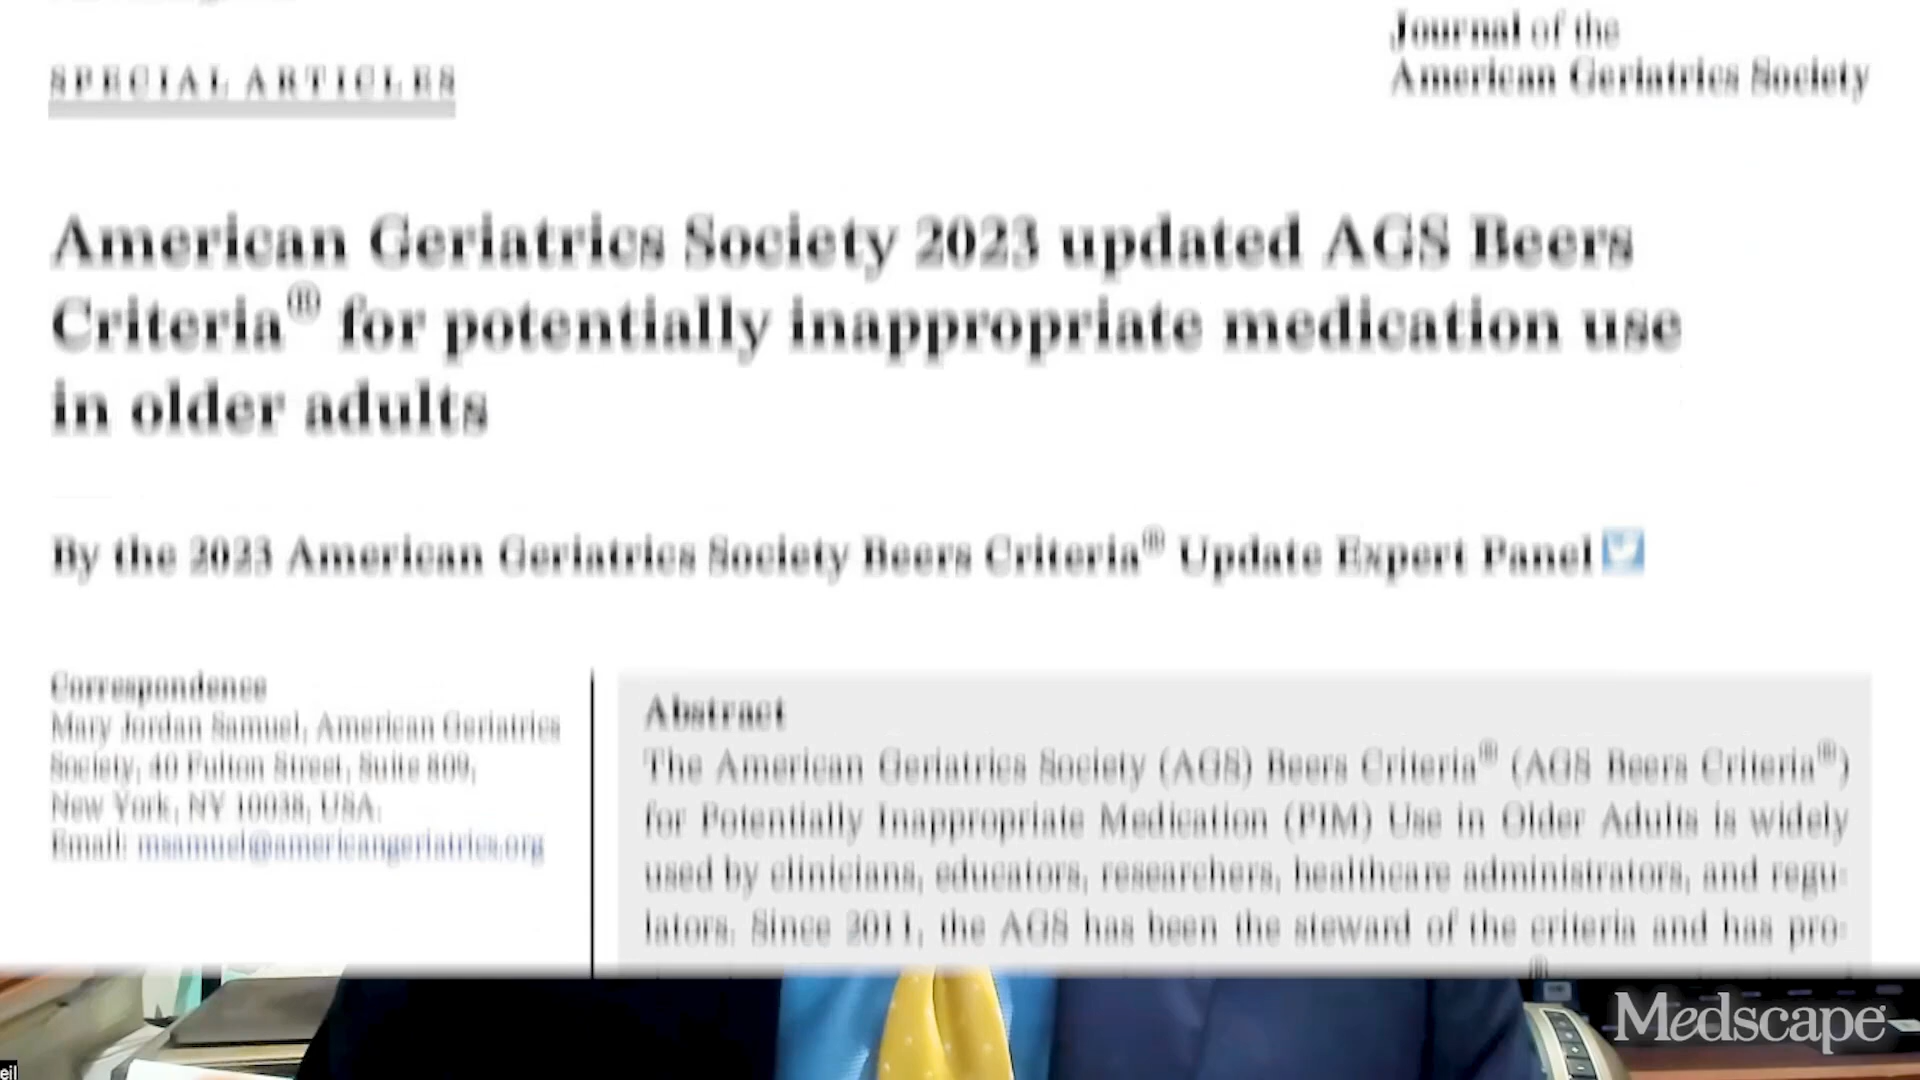 SPECIAL ARTICLES
Journal of the
American Geriatrics Society
American Geriatrics Society 2023 updated AGS Beers
Criteria® for potentially inappropriate medication use
in older adults
By the 2023 American Geriatrics Society Beers Criteria® Update Expert Panel
Correspondence
Mary Jordan Samuel, American Geriatrics
Society, 40 Fulton Street, Suite 809,
New York, NY 10038, USA.
Email: msamuel@americangeriatrics.org
Abstract
The American Geriatrics Society (AGS) Beers Criteria® (AGS Beers Criteria®)
for Potentially Inappropriate Medication (PIM) Use in Older Adults is widely
used by clinicians, educators, researchers, healthcare administrators, and regu-
lators. Since 2011, the AGS has been the steward of the criteria and has pro-
Medscape